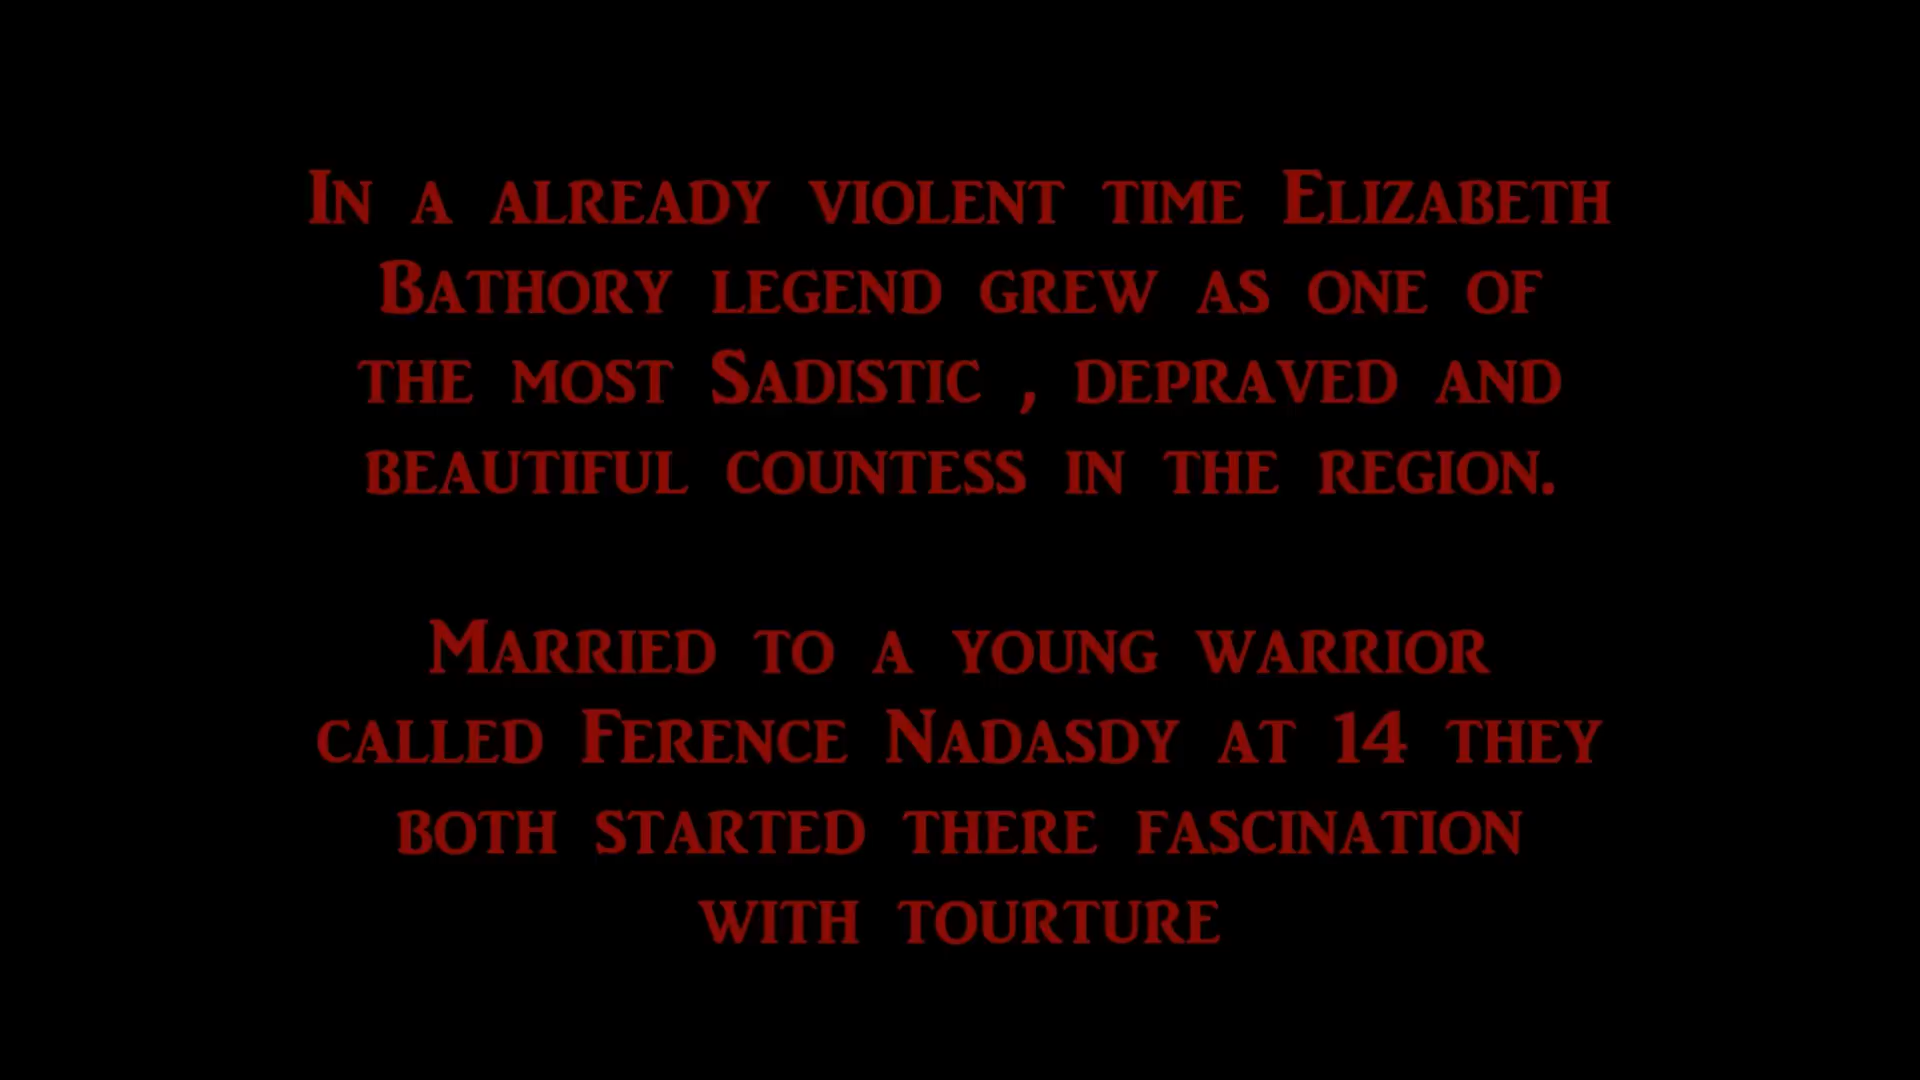 In a already violent time Elizabeth
Bathory legend grew as one of
the most Sadistic , depraved and
beautiful countess in the region.
Married to a young warrior
called Ference Nadasdy at 14 they
both started there fascination
with tourture